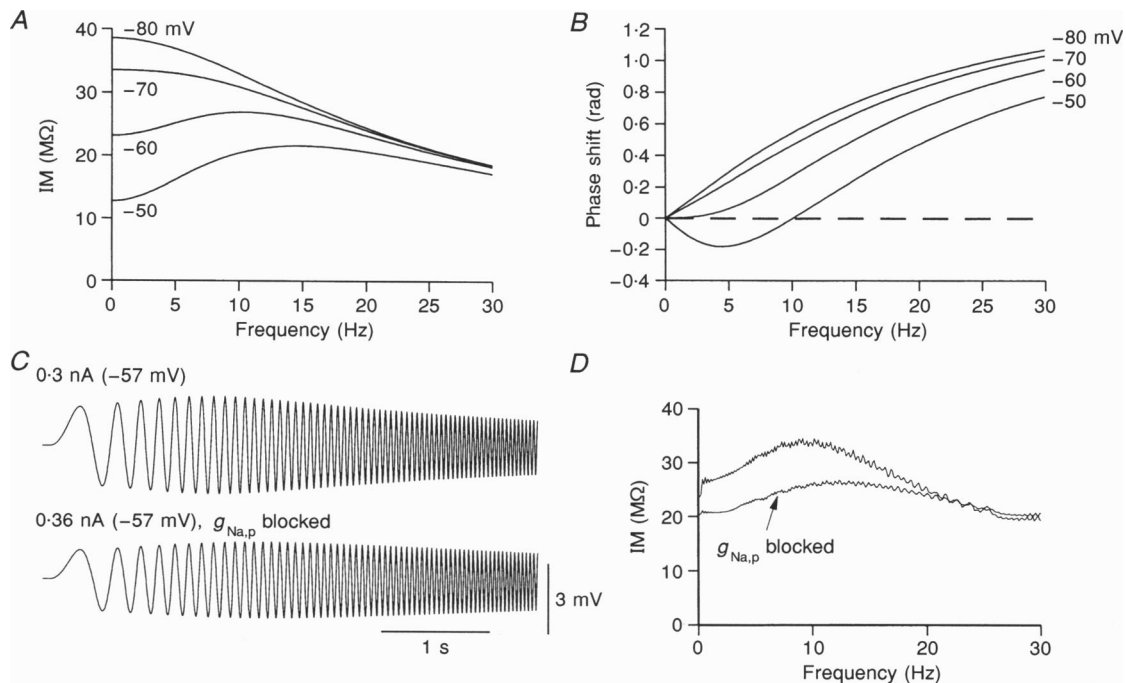 A
40
30
20
10
0
IM (MΩ)
−80 mV
−70
−60
−50
0 5 10 15 20 25 30
Frequency (Hz)
B
1·2
1·0
0·8
0·6
0·4
0·2
0
−0·2
−0·4
Phase shift (rad)
−80 mV
−70
−60
−50
0 5 10 15 20 25 30
Frequency (Hz)
C
0·3 nA (−57 mV)
0·36 nA (−57 mV), gNa,p blocked
3 mV
1 s
D
40
30
20
10
0
IM (MΩ)
gNa,p blocked
0 10 20 30
Frequency (Hz)